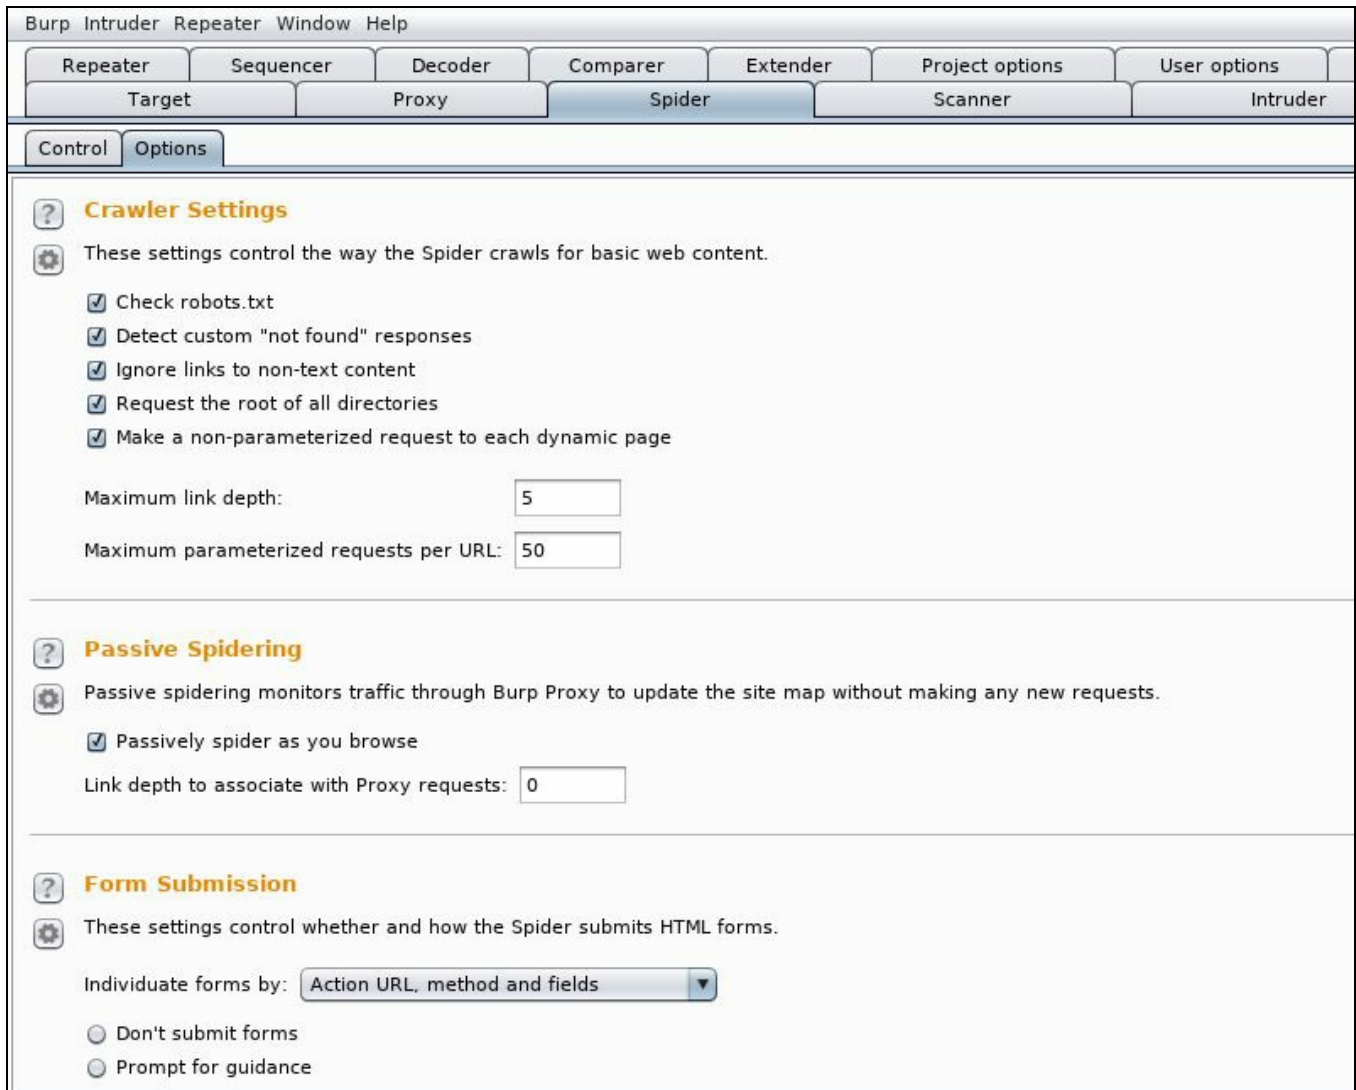 Burp Intruder Repeater Window Help
Repeater Sequencer Decoder Comparer Extender Project options User options
Target Proxy Spider Scanner Intruder
Control Options
? Crawler Settings
These settings control the way the Spider crawls for basic web content.
Check robots.txt
Detect custom "not found" responses
Ignore links to non-text content
Request the root of all directories
Make a non-parameterized request to each dynamic page
Maximum link depth: 5
Maximum parameterized requests per URL: 50
? Passive Spidering
Passive spidering monitors traffic through Burp Proxy to update the site map without making any new requests.
Passively spider as you browse
Link depth to associate with Proxy requests: 0
? Form Submission
These settings control whether and how the Spider submits HTML forms.
Individuate forms by: Action URL, method and fields
Don't submit forms
Prompt for guidance